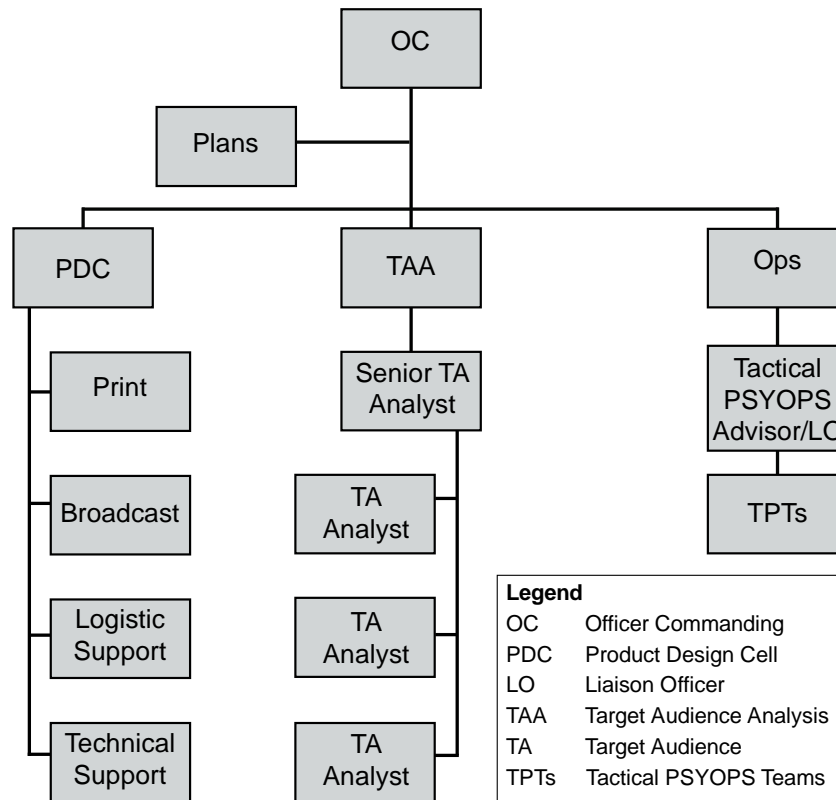 OC
Plans
PDC
TAA
Ops
Print
Senior TA
Analyst
Tactical
PSYOPS
Advisor/LO
Broadcast
TA
Analyst
TPTs
Logistic
Support
TA
Analyst
Technical
Support
TA
Analyst
Legend
OC Officer Commanding
PDC Product Design Cell
LO Liaison Officer
TAA Target Audience Analysis
TA Target Audience
TPTs Tactical PSYOPS Teams